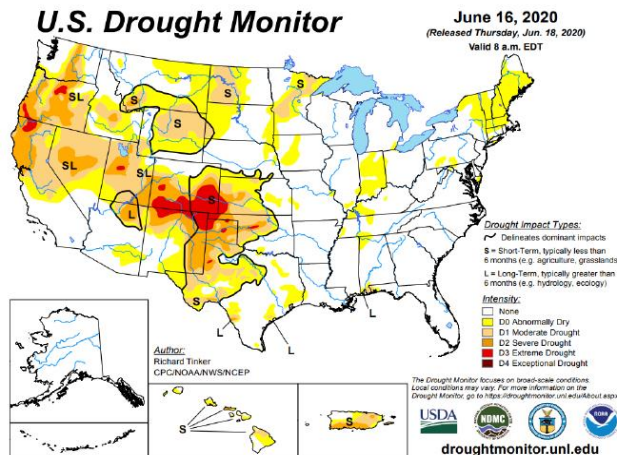 U.S. Drought Monitor
June 16, 2020
(Released Thursday, Jun. 18, 2020)
Valid 8 a.m. EDT
S
S
SL
S
S
SL
SL
L
S
S
L
L
L
L
S
S
Drought Impact Types:
Delineates dominant impacts
S = Short-Term, typically less than
6 months (e.g. agriculture, grasslands)
L = Long-Term, typically greater than
6 months (e.g. hydrology, ecology)
Intensity:
None
D0 Abnormally Dry
D1 Moderate Drought
D2 Severe Drought
D3 Extreme Drought
D4 Exceptional Drought
Author:
Richard Tinker
CPC/NOAA/NWS/NCEP
The Drought Monitor focuses on broad-scale conditions.
Local conditions may vary. For more information on the
Drought Monitor, go to https://droughtmonitor.unl.edu/About.aspx
USDA
NDMC
NOAA
droughtmonitor.unl.edu